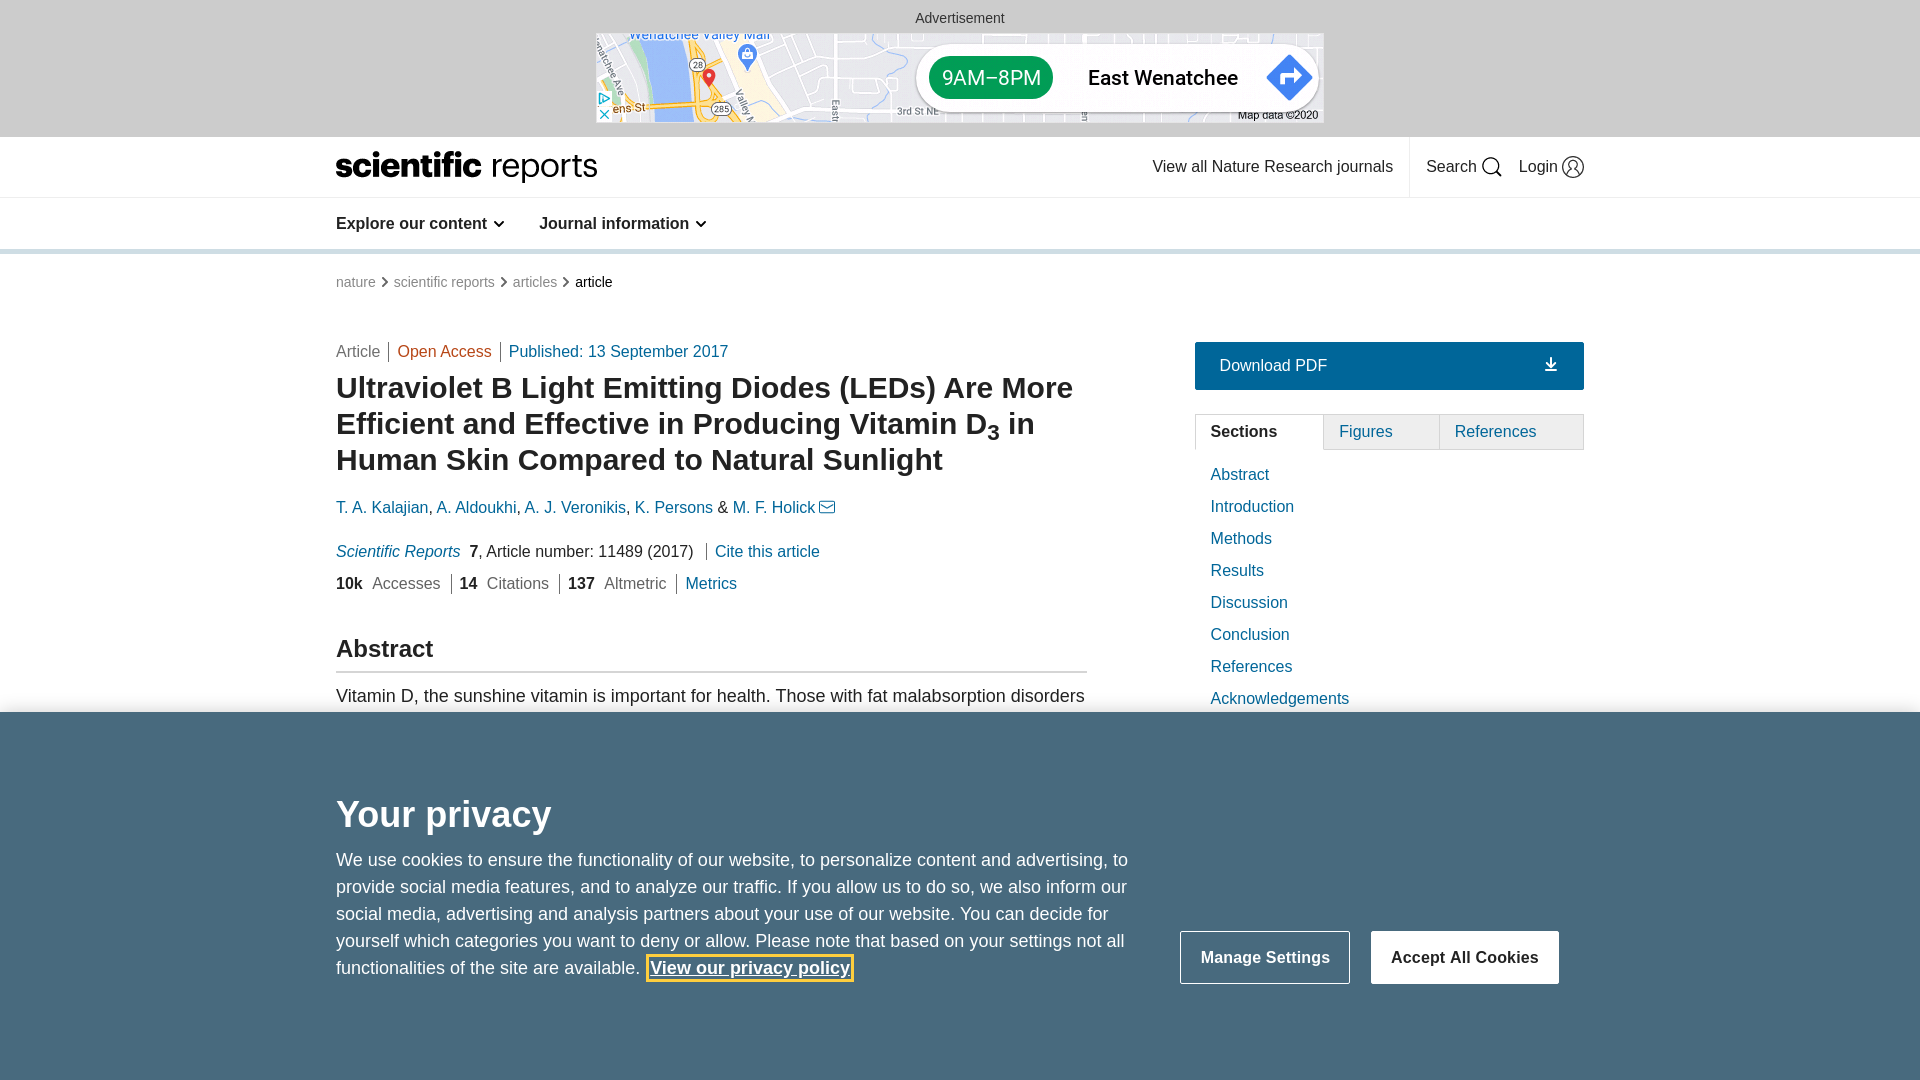 Advertisement
Wenatchee Valley Mall
28
9AM–8PM
East Wenatchee
285
3rd St NE
Map data ©2020
scientific reports
View all Nature Research journals
Search
Login
Explore our content
Journal information
nature > scientific reports > articles > article
Article
Open Access
Published: 13 September 2017
Download PDF
Ultraviolet B Light Emitting Diodes (LEDs) Are More
Efficient and Effective in Producing Vitamin D3 in
Human Skin Compared to Natural Sunlight
T. A. Kalajian, A. Aldoukhi, A. J. Veronikis, K. Persons & M. F. Holick
Scientific Reports 7, Article number: 11489 (2017)
Cite this article
10k Accesses
14 Citations
137 Altmetric
Metrics
Abstract
Vitamin D, the sunshine vitamin is important for health. Those with fat malabsorption disorders
Sections
Figures
References
Abstract
Introduction
Methods
Results
Discussion
Conclusion
References
Acknowledgements
Your privacy
We use cookies to ensure the functionality of our website, to personalize content and advertising, to
provide social media features, and to analyze our traffic. If you allow us to do so, we also inform our
social media, advertising and analysis partners about your use of our website. You can decide for
yourself which categories you want to deny or allow. Please note that based on your settings not all
functionalities of the site are available. View our privacy policy
Manage Settings
Accept All Cookies